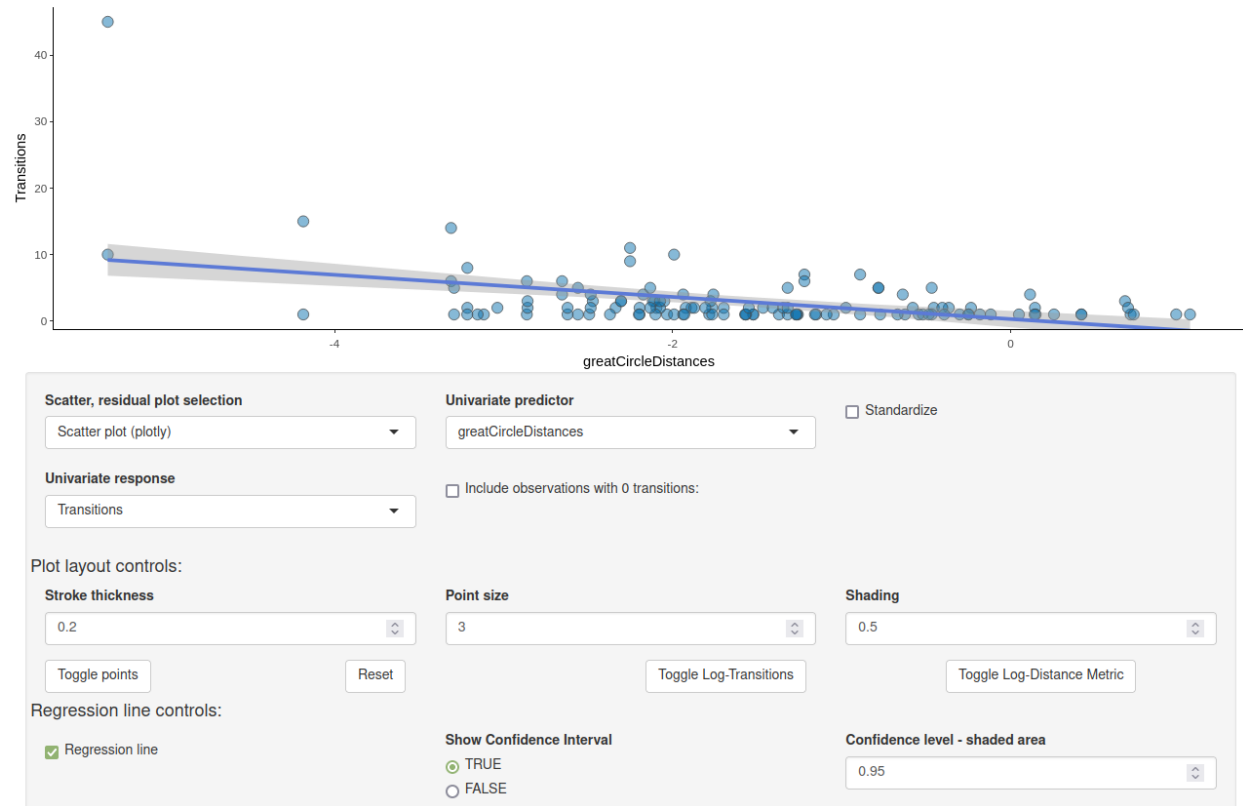 40
30
20
10
0
Transitions
-4 -2 0
greatCircleDistances
Scatter, residual plot selection Univariate predictor
Standardize
Scatter plot (plotly) greatCircleDistances
Univariate response
Include observations with 0 transitions:
Transitions
Plot layout controls:
Stroke thickness Point size Shading
0.2 3 0.5
Toggle points Reset Toggle Log-Transitions Toggle Log-Distance Metric
Regression line controls:
Regression line Show Confidence Interval Confidence level - shaded area
TRUE 0.95
FALSE